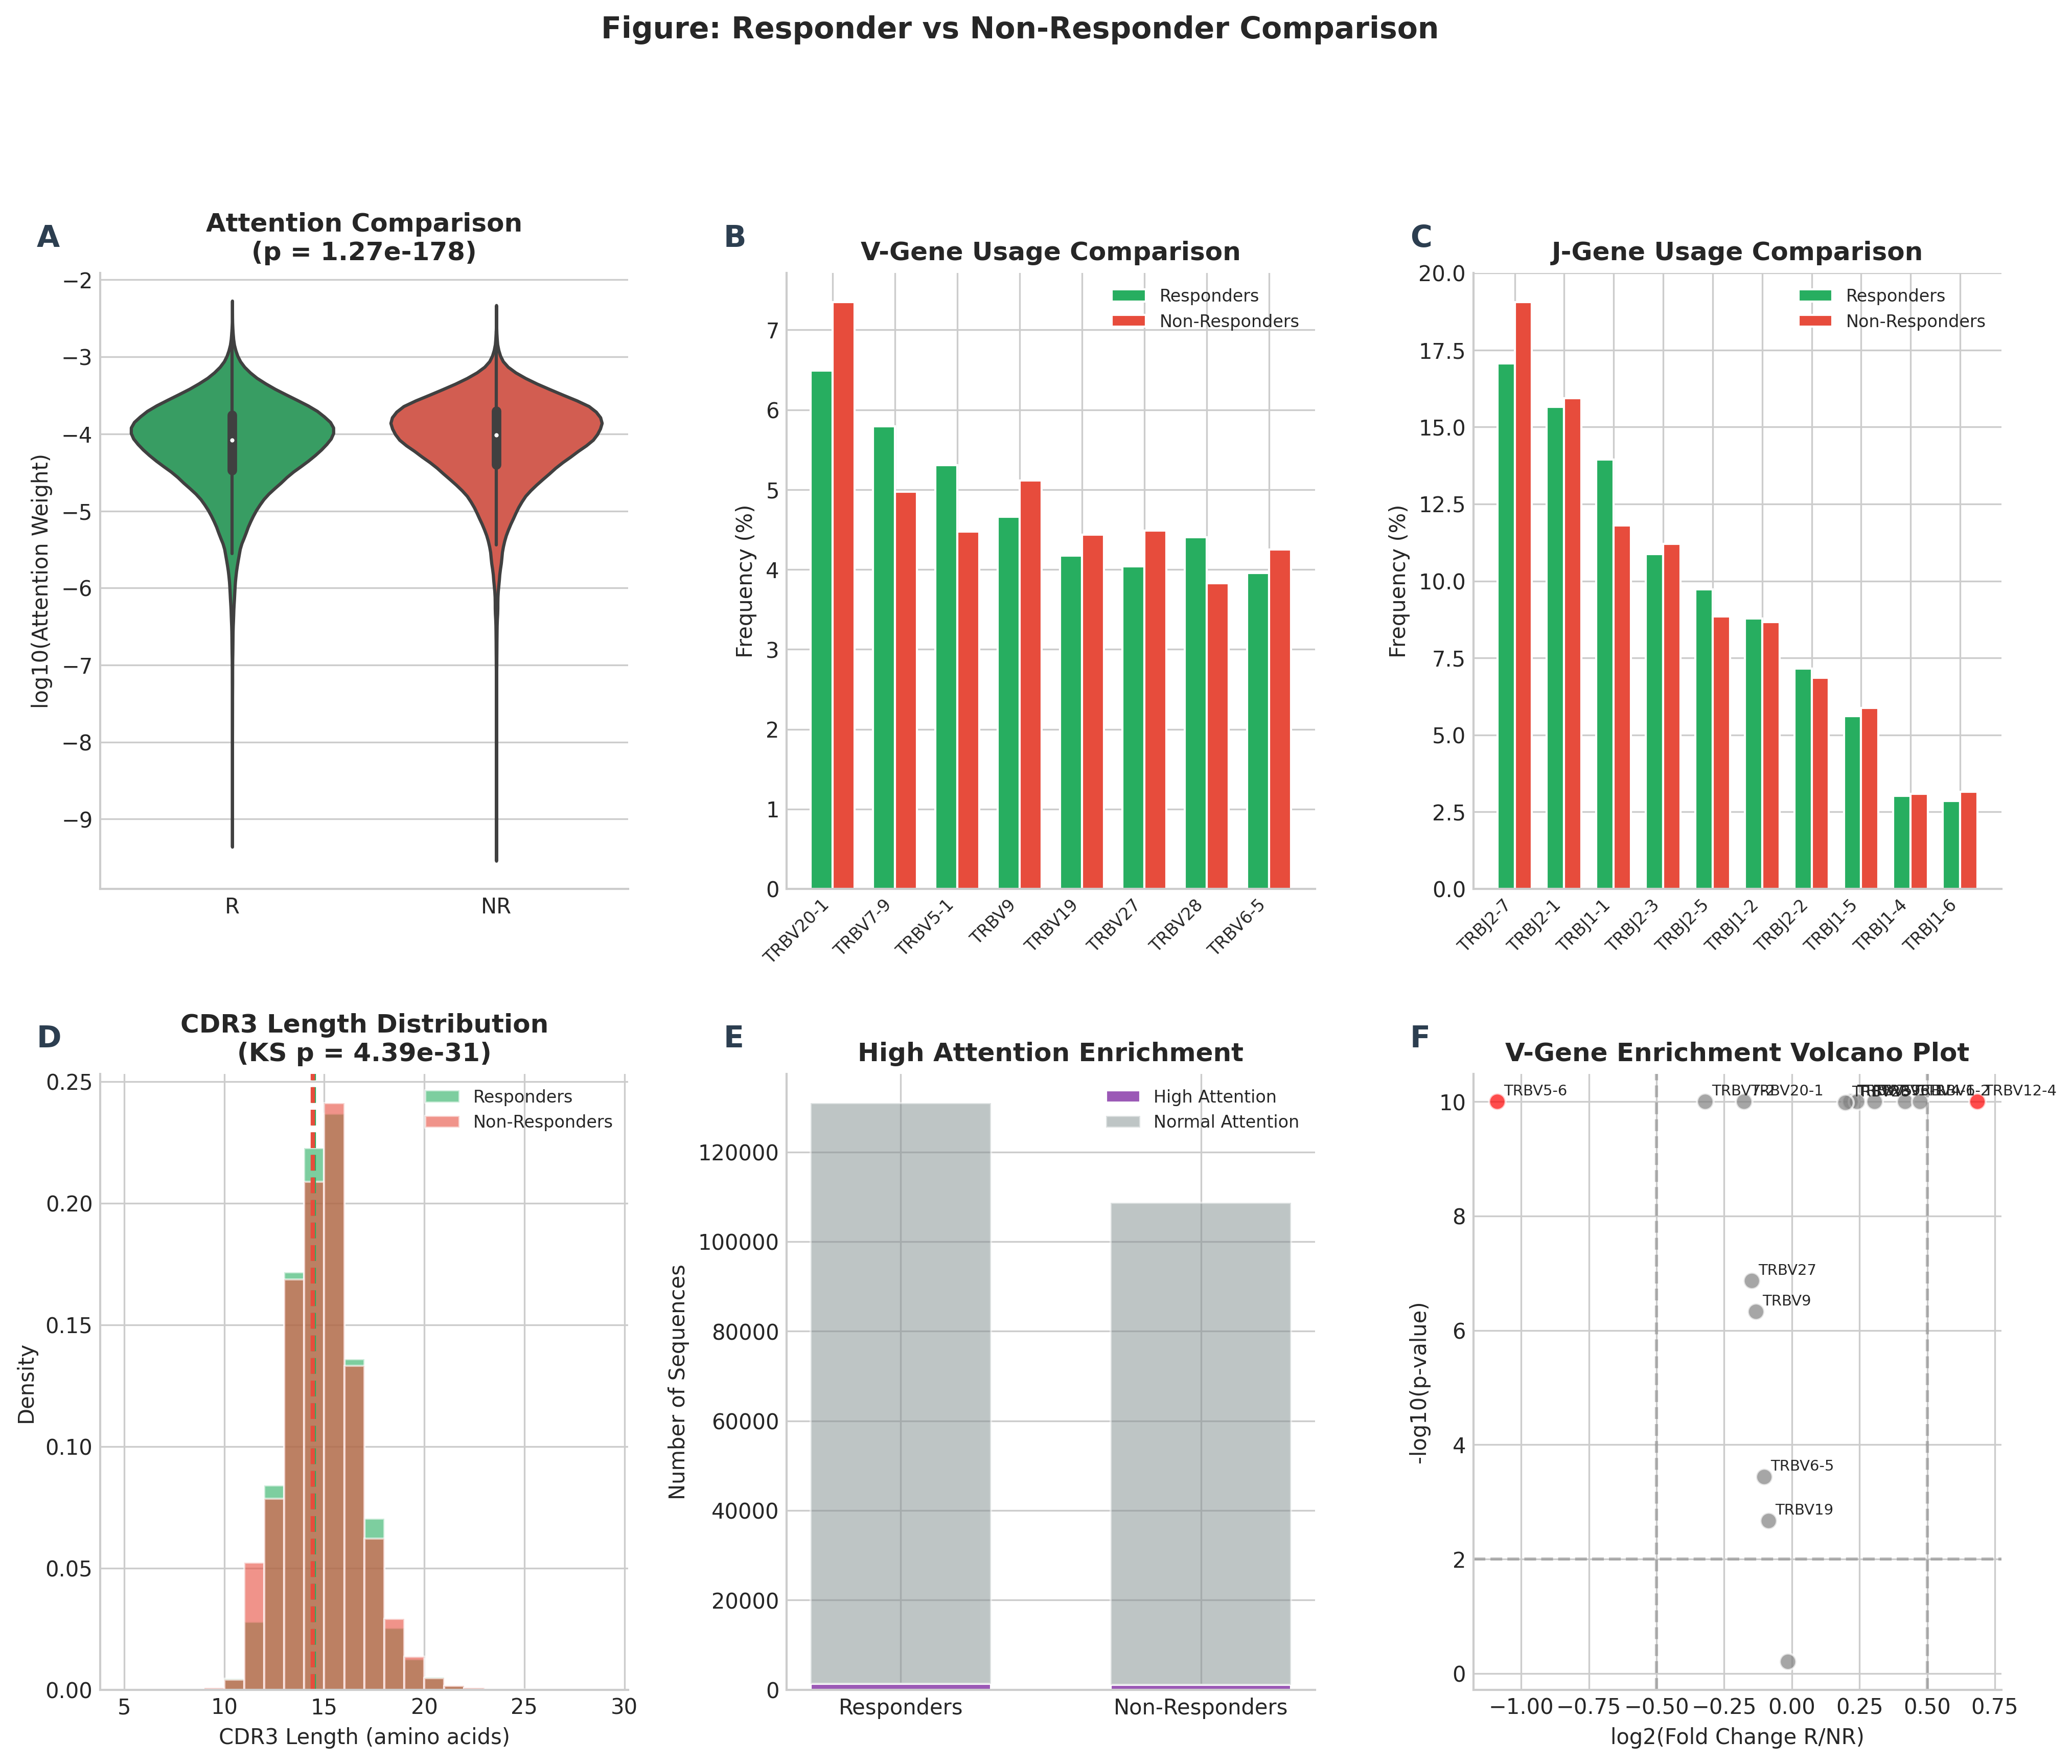 Figure: Responder vs Non-Responder Comparison
A
Attention Comparison
(p = 1.27e-178)
log10(Attention Weight)
−2
−3
−4
−5
−6
−7
−8
−9
R
NR
B
V-Gene Usage Comparison
Responders
Non-Responders
Frequency (%)
7
6
5
4
3
2
1
0
TRBV20-1
TRBV7-9
TRBV5-1
TRBV9
TRBV19
TRBV27
TRBV28
TRBV6-5
C
J-Gene Usage Comparison
Responders
Non-Responders
Frequency (%)
20.0
17.5
15.0
12.5
10.0
7.5
5.0
2.5
0.0
TRBJ2-7
TRBJ2-1
TRBJ1-1
TRBJ2-3
TRBJ2-5
TRBJ1-2
TRBJ2-2
TRBJ1-5
TRBJ1-4
TRBJ1-6
D
CDR3 Length Distribution
(KS p = 4.39e-31)
Responders
Non-Responders
Density
0.25
0.20
0.15
0.10
0.05
0.00
5
10
15
20
25
30
CDR3 Length (amino acids)
E
High Attention Enrichment
High Attention
Normal Attention
Number of Sequences
120000
100000
80000
60000
40000
20000
0
Responders
Non-Responders
F
V-Gene Enrichment Volcano Plot
TRBV5-6
TRBV7-2
TRBV20-1
TRBV12-4
TRBV27
TRBV9
TRBV6-5
TRBV19
-log10(p-value)
10
8
6
4
2
0
−1.00
−0.75
−0.50
−0.25
0.00
0.25
0.50
0.75
log2(Fold Change R/NR)